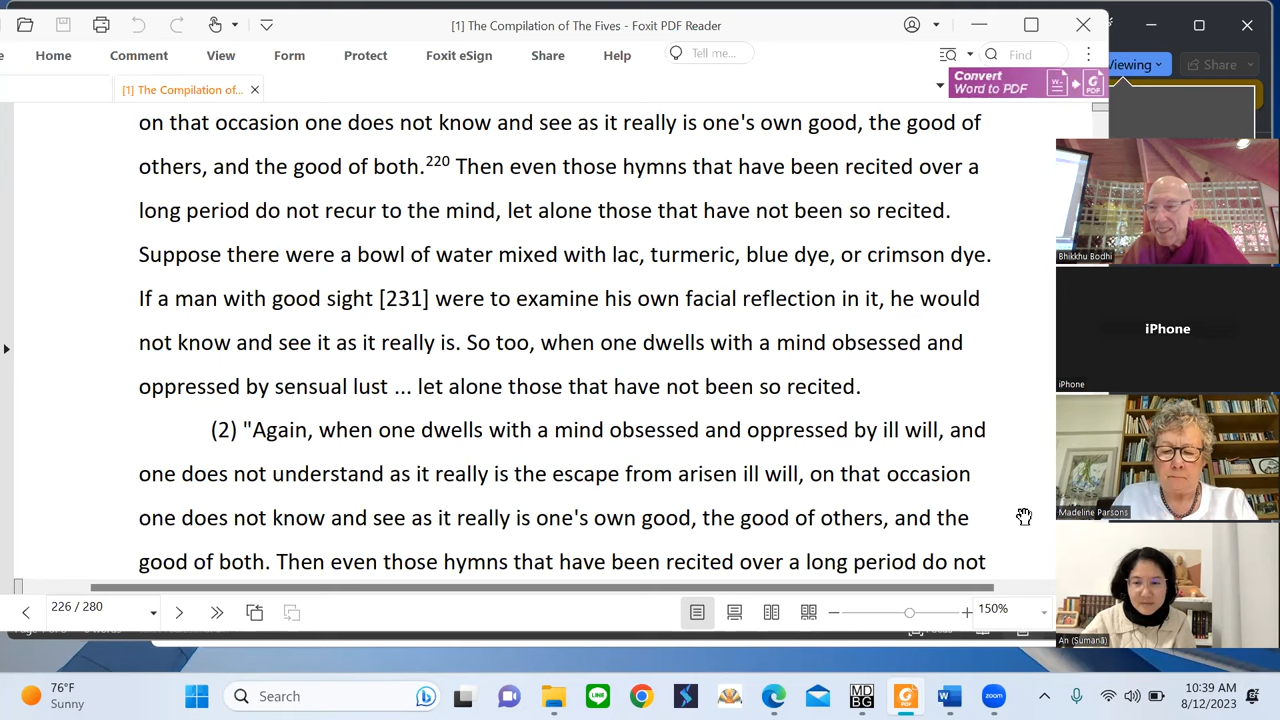 [1] The Compilation of The Fives - Foxit PDF Reader
Home Comment View Form Protect Foxit eSign Share Help Tell me... Find
Viewing Share
[1] The Compilation of...
Convert
Word to PDF
on that occasion one does not know and see as it really is one's own good, the good of
others, and the good of both.220 Then even those hymns that have been recited over a
long period do not recur to the mind, let alone those that have not been so recited.
Suppose there were a bowl of water mixed with lac, turmeric, blue dye, or crimson dye.
If a man with good sight [231] were to examine his own facial reflection in it, he would
not know and see it as it really is. So too, when one dwells with a mind obsessed and
oppressed by sensual lust ... let alone those that have not been so recited.
(2) "Again, when one dwells with a mind obsessed and oppressed by ill will, and
one does not understand as it really is the escape from arisen ill will, on that occasion
one does not know and see as it really is one's own good, the good of others, and the
good of both. Then even those hymns that have been recited over a long period do not
Bhikkhu Bodhi
iPhone
iPhone
Madeline Parsons
An (Sumanā)
226 / 280
150%
76°F
Sunny
Search
LINE
MD
BG
zoom
10:39 AM
8/12/2023